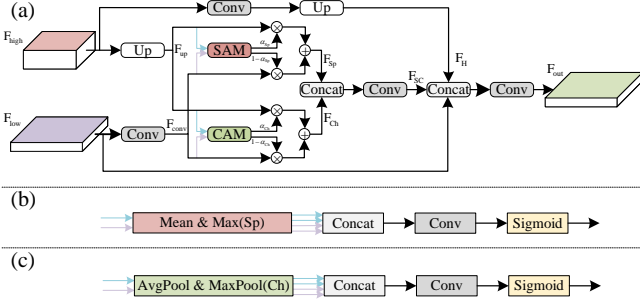 (a)
Conv
Up
F_high
Up
F_up
SAM
α_Sp
1-α_Sp
F_Sp
F_H
Concat
Conv
F_SC
Concat
Conv
F_out
F_low
Conv
F_conv
CAM
α_Ch
1-α_Ch
F_Ch
(b)
Mean & Max(Sp)
Concat
Conv
Sigmoid
(c)
AvgPool & MaxPool(Ch)
Concat
Conv
Sigmoid